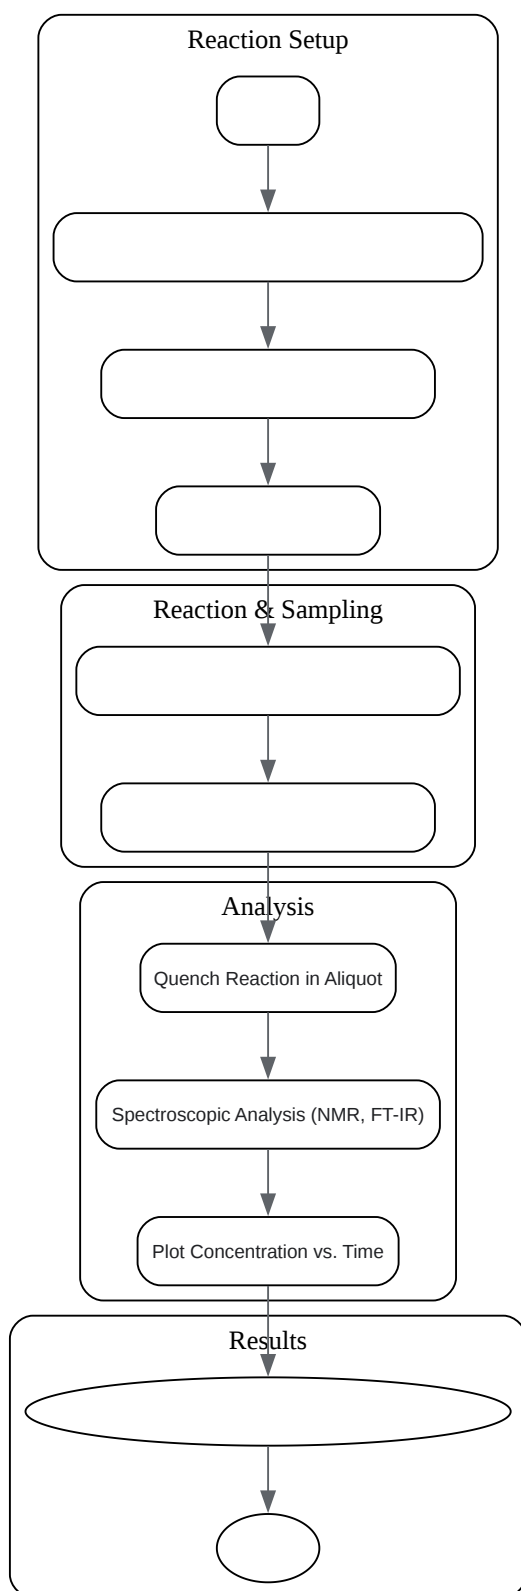 Reaction Setup
Reaction & Sampling
Analysis
Quench Reaction in Aliquot
Spectroscopic Analysis (NMR, FT-IR)
Plot Concentration vs. Time
Results